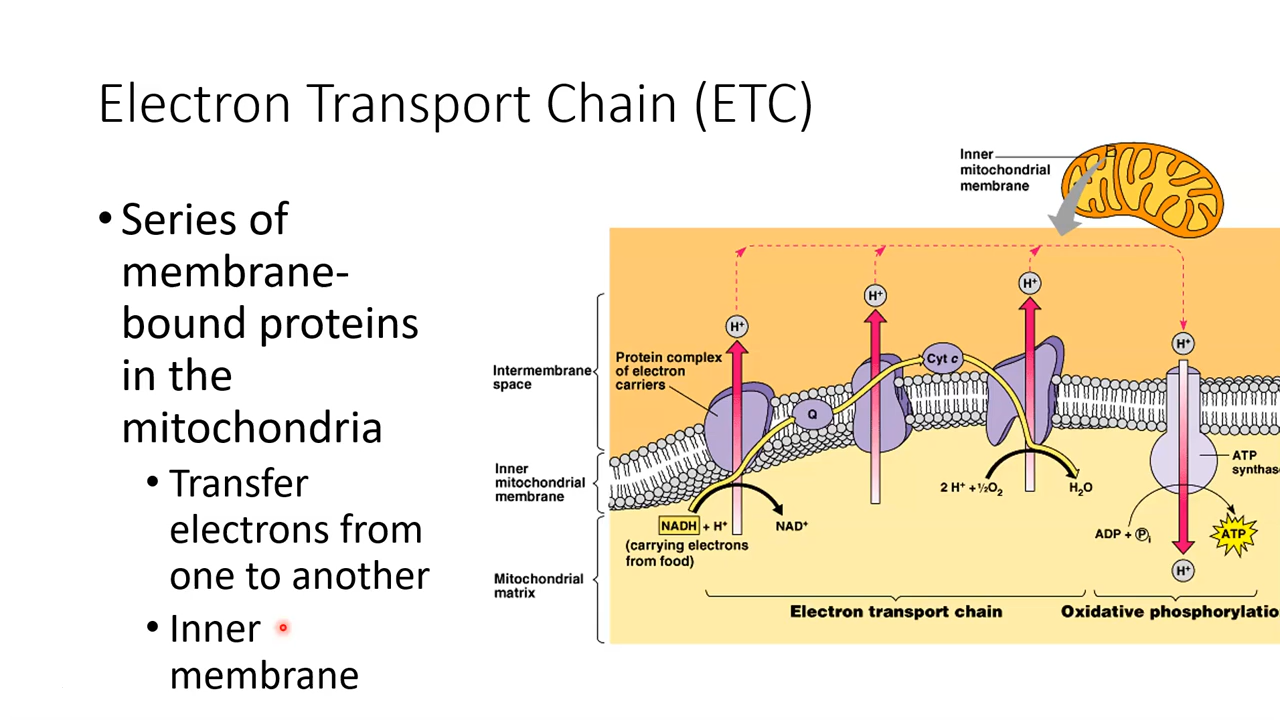 Electron Transport Chain (ETC)
• Series of
membrane-
bound proteins
in the
mitochondria
• Transfer
electrons from
one to another
• Inner
membrane
Inner
mitochondrial
membrane
Intermembrane
space
Inner
mitochondrial
membrane
Mitochondrial
matrix
Protein complex
of electron
carriers
H⁺
H⁺
H⁺
H⁺
Q
Cyt c
NADH + H⁺
(carrying electrons
from food)
NAD⁺
2 H⁺ + ½O₂
H₂O
ATP
synthase
ADP + Pᵢ
ATP
H⁺
Electron transport chain
Oxidative phosphorylatio